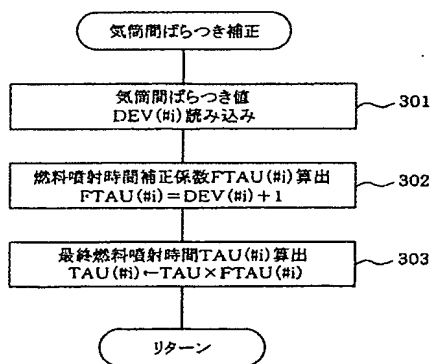 気筒間ばらつき補正
気筒間ばらつき値
DEV(#i)読み込み
301
燃料噴射時間補正係数FTAU(#i)算出
FTAU(#i)=DEV(#i)+1
302
最終燃料噴射時間TAU(#i)算出
TAU(#i)←TAU×FTAU(#i)
303
リターン